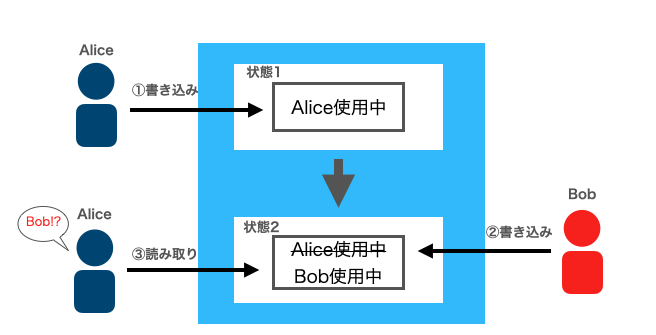 Alice
①書き込み
状態1
Alice使用中
Bob!?
Alice
③読み取り
状態2
Alice使用中
Bob使用中
②書き込み
Bob